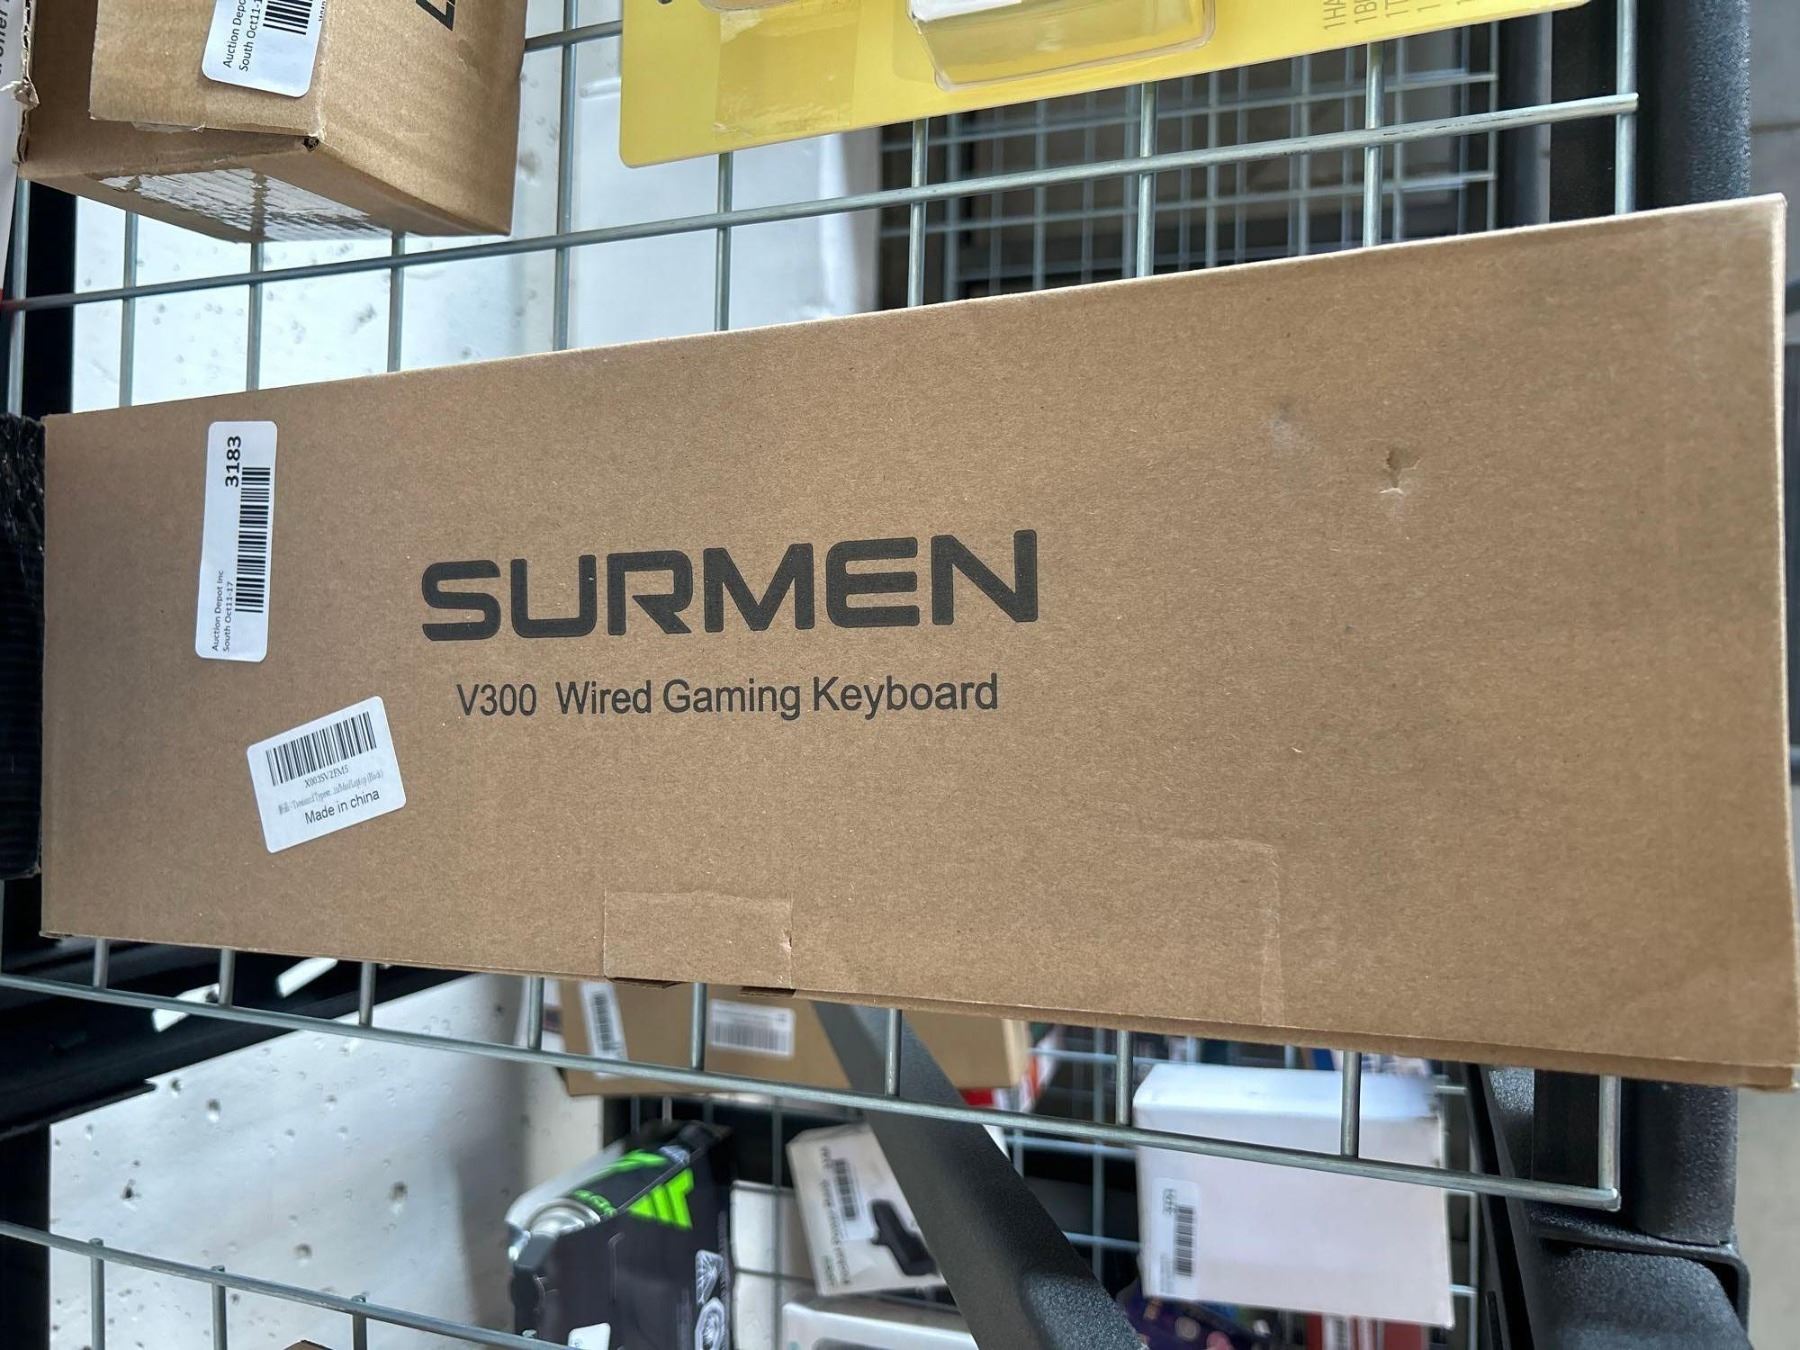 Auction Depot
South Oct11-1
3183
Auction Depot Inc
South Oct11-17
SURMEN
V300 Wired Gaming Keyboard
Made in china